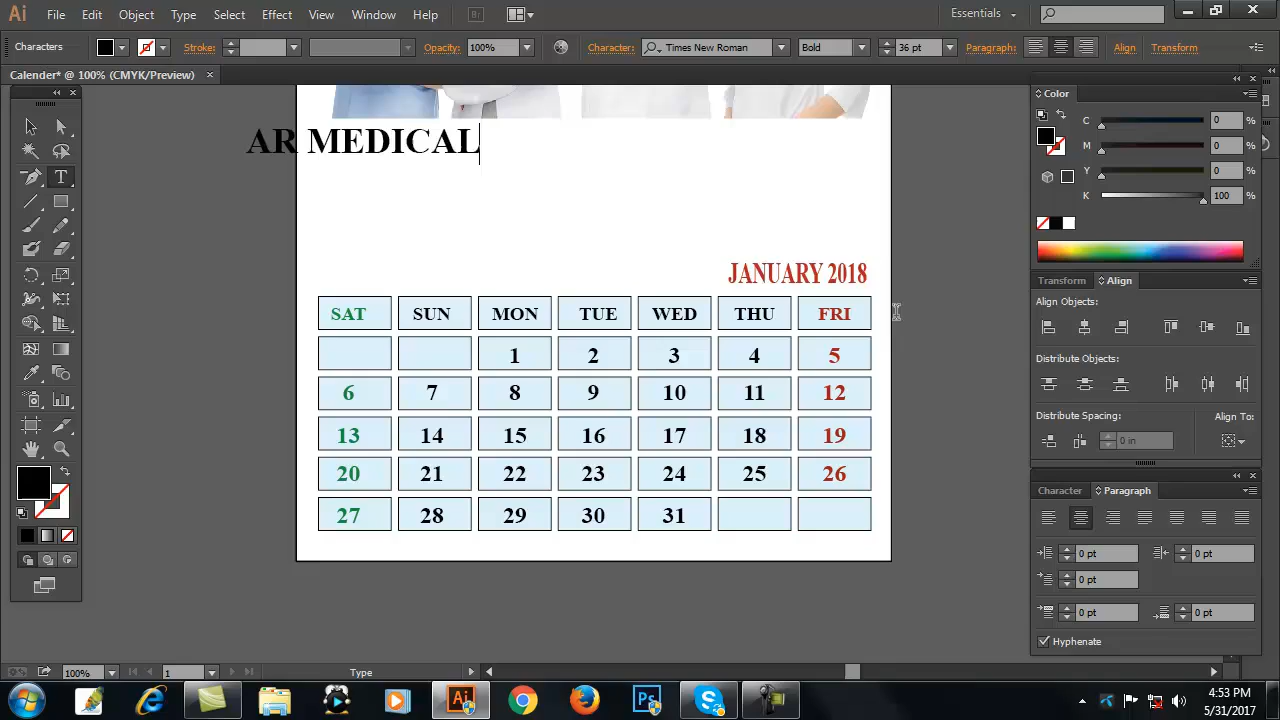 Ai File Edit Object Type Select Effect View Window Help Br Essentials
Characters Stroke: Opacity: 100% Character: Times New Roman Bold 36 pt Paragraph: Align Transform
Calender* @ 100% (CMYK/Preview)
AR MEDICAL
JANUARY 2018
SAT SUN MON TUE WED THU FRI
1 2 3 4 5
6 7 8 9 10 11 12
13 14 15 16 17 18 19
20 21 22 23 24 25 26
27 28 29 30 31
Color
C 0 %
M 0 %
Y 0 %
K 100 %
Transform Align
Align Objects:
Distribute Objects:
Distribute Spacing: Align To:
0 in
Character Paragraph
0 pt 0 pt
0 pt
0 pt 0 pt
Hyphenate
100% 1 Type
Ai Ps
4:53 PM
5/31/2017